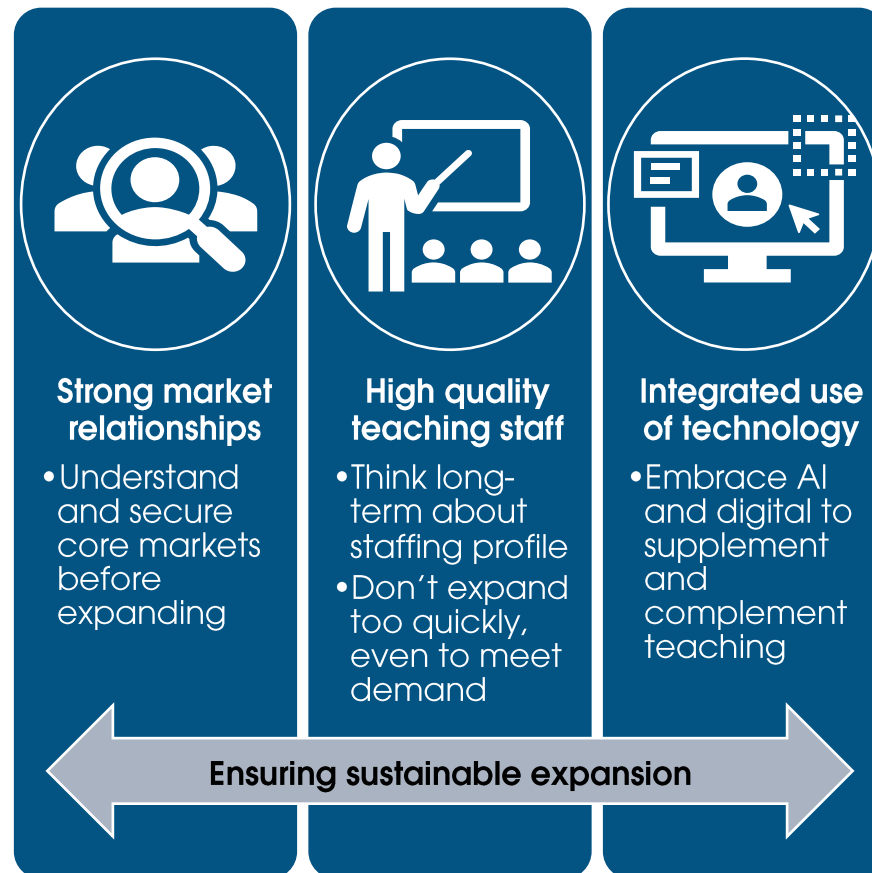 Strong market
relationships
•Understand
and secure
core markets
before
expanding
High quality
teaching staff
•Think long-
term about
staffing profile
•Don't expand
too quickly,
even to meet
demand
Integrated use
of technology
•Embrace AI
and digital to
supplement
and
complement
teaching
Ensuring sustainable expansion